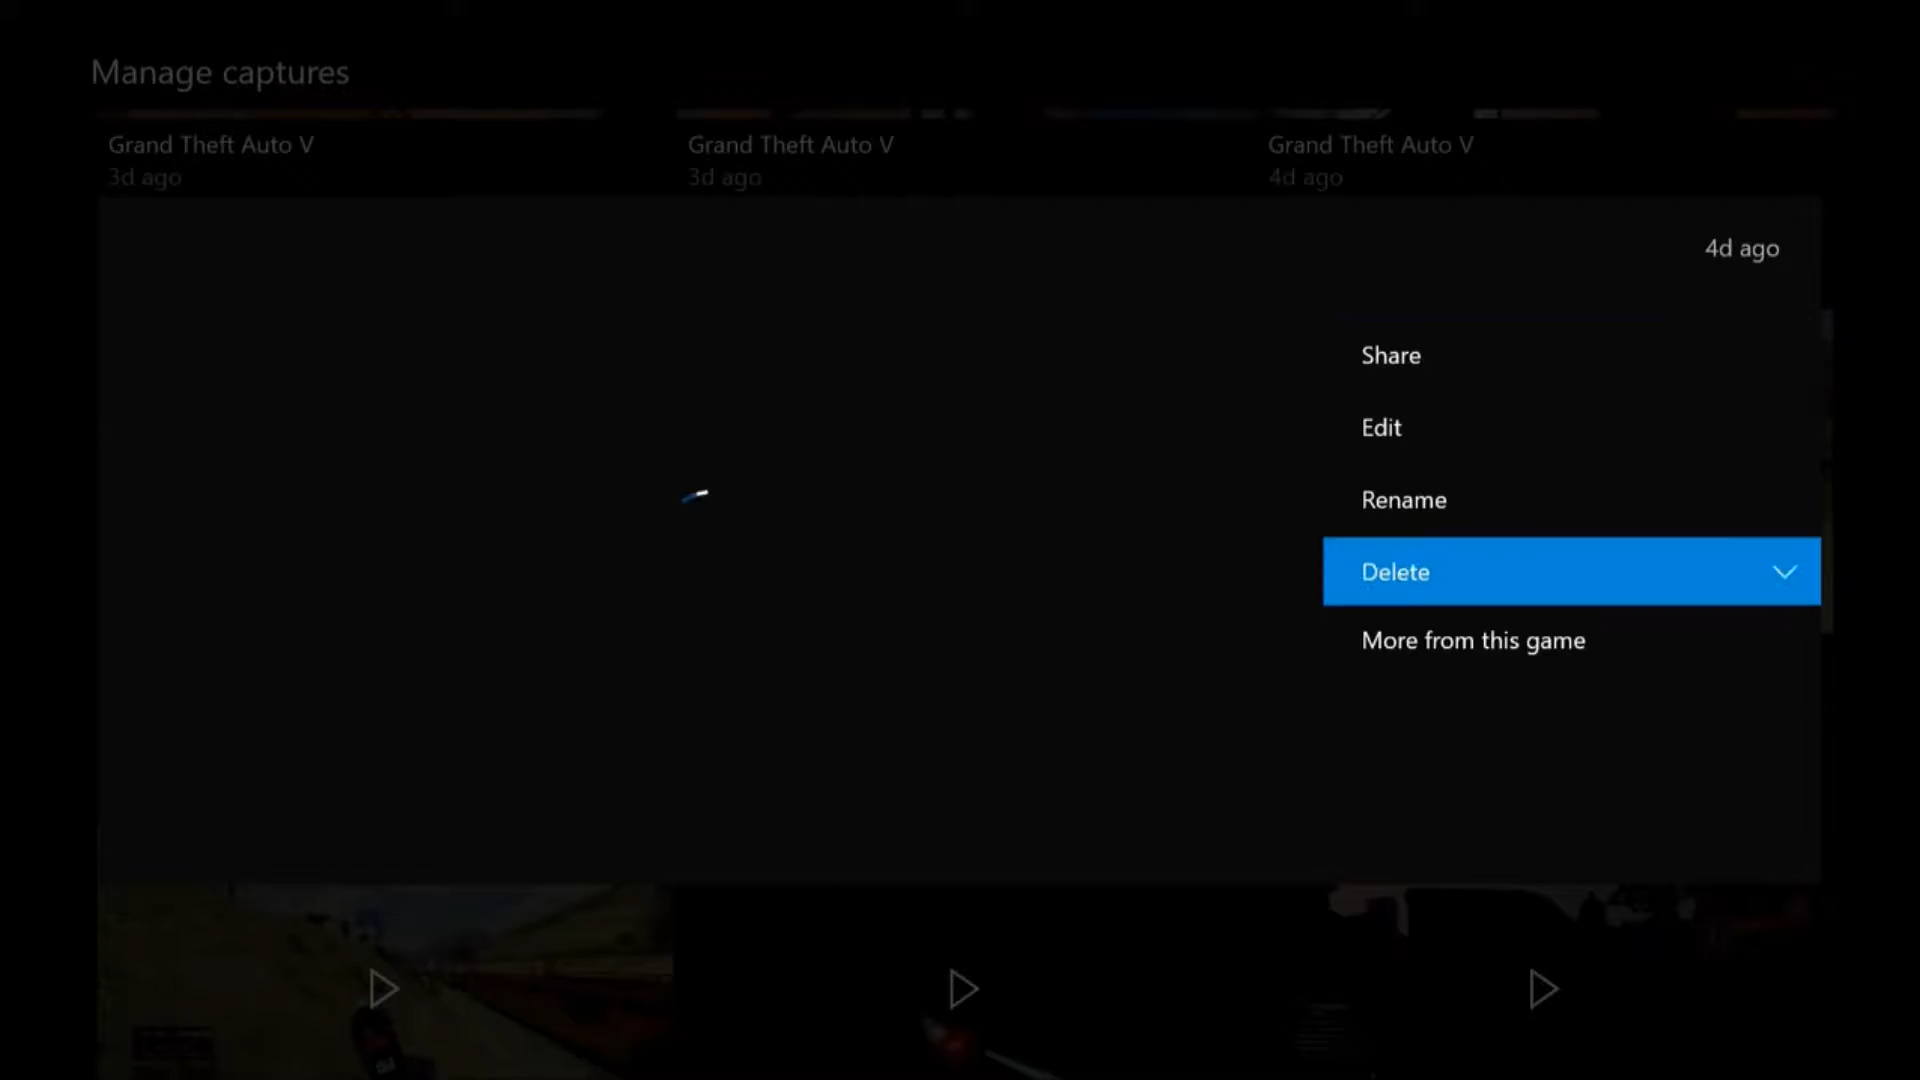 Manage captures
Grand Theft Auto V
3d ago
Grand Theft Auto V
3d ago
Grand Theft Auto V
4d ago
4d ago
Share
Edit
Rename
Delete
More from this game